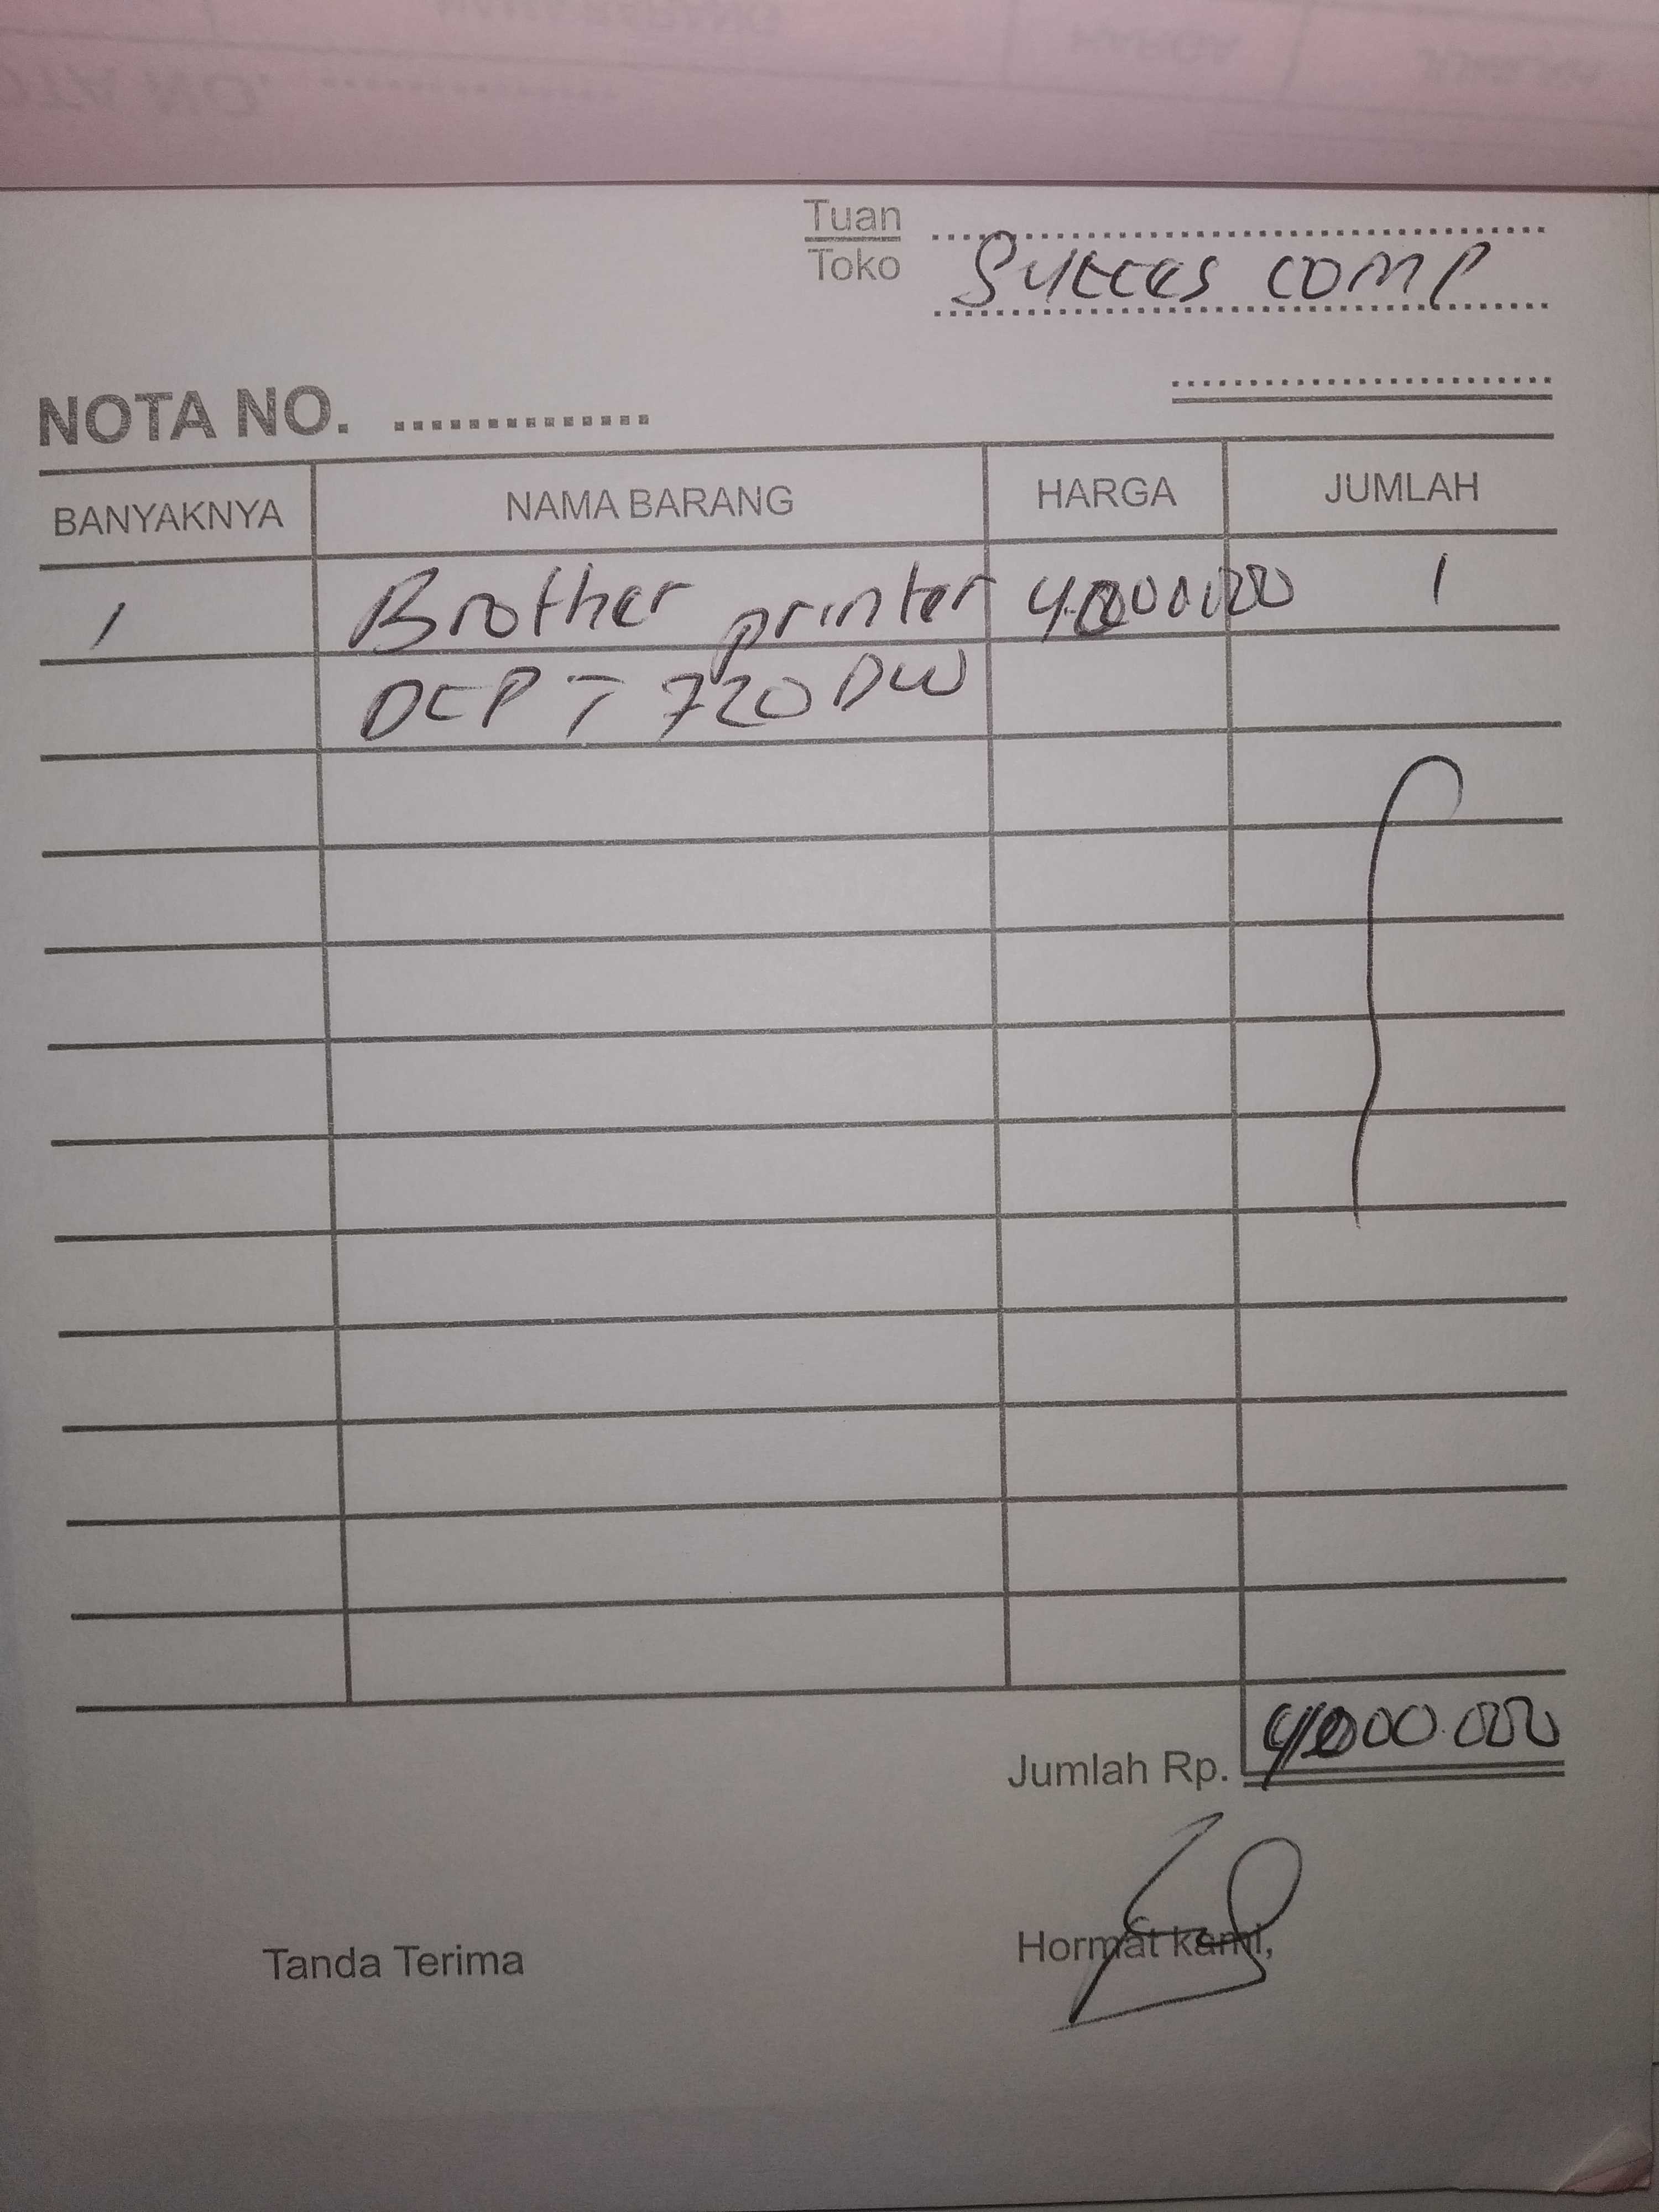 Tuan
Toko Succes comp
NOTA NO. ..............
BANYAKNYA NAMA BARANG HARGA JUMLAH
1 Brother printer 4.000.000 1
DCP T 720 DW
Jumlah Rp. 4.000.000
Tanda Terima Hormat kami,